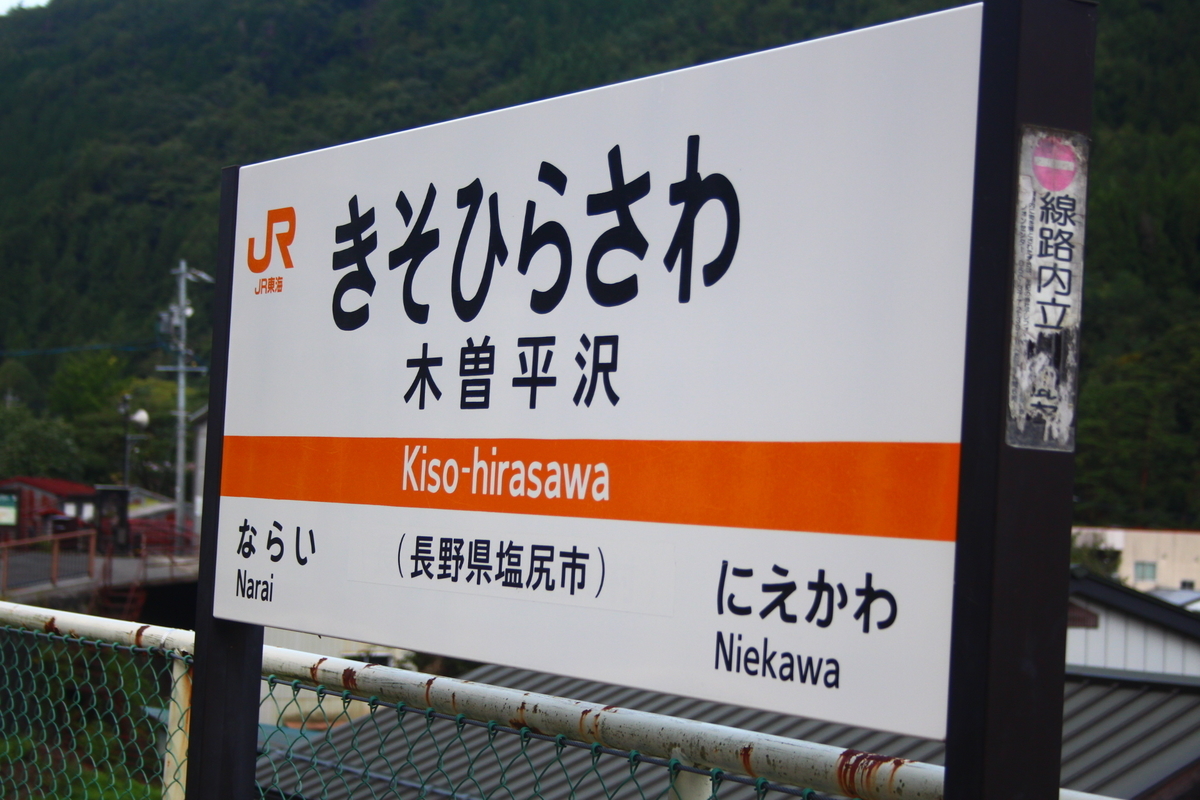 JR
JR東海
きそひらさわ
木曽平沢
Kiso-hirasawa
ならい
Narai
（長野県塩尻市）
にえかわ
Niekawa
線路内立